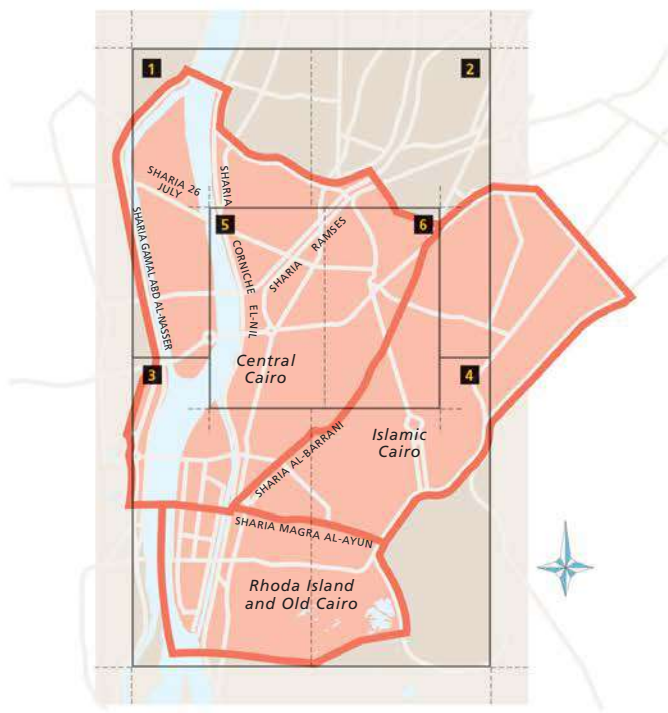 1
2
SHARIA 26
JULY
SHARIA
CORNICHE
EL-NIL
SHARIA GAMAL ABD AL-NASSER
5
6
SHARIA RAMSES
Central
Cairo
3
4
Islamic
Cairo
SHARIA AL-BARRANI
SHARIA MAGRA AL-AYUN
Rhoda Island
and Old Cairo